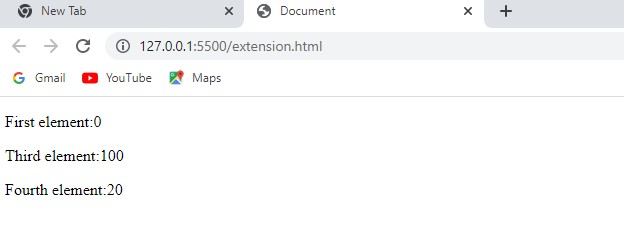 New Tab
Document
127.0.0.1:5500/extension.html
Gmail
YouTube
Maps
First element:0
Third element:100
Fourth element:20